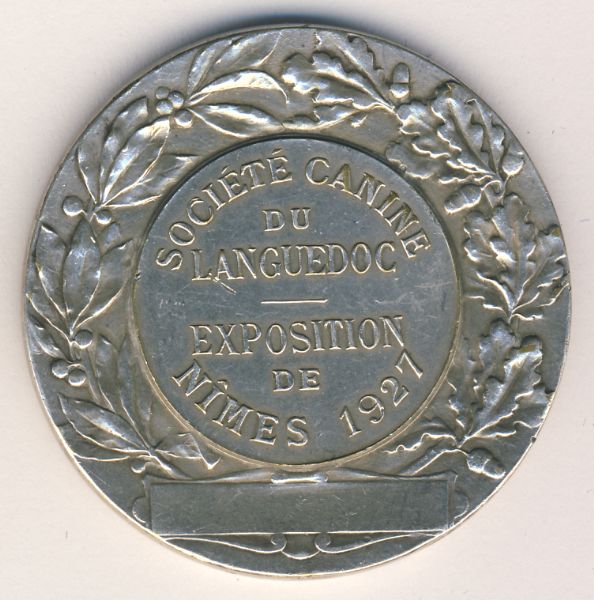 SOCIÉTÉ CANINE
DU
LANGUEDOC
EXPOSITION
DE
NÎMES 1927